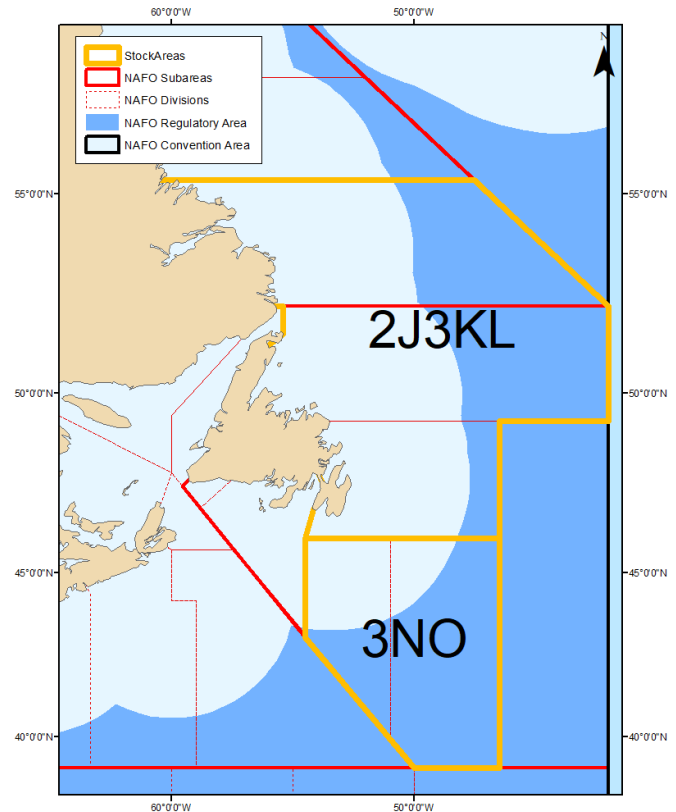 60°0'0"W 50°0'0"W
N
StockAreas
NAFO Subareas
NAFO Divisions
NAFO Regulatory Area
NAFO Convention Area
55°0'0"N 55°0'0"N
2J3KL
50°0'0"N 50°0'0"N
45°0'0"N 45°0'0"N
3NO
40°0'0"N 40°0'0"N
60°0'0"W 50°0'0"W